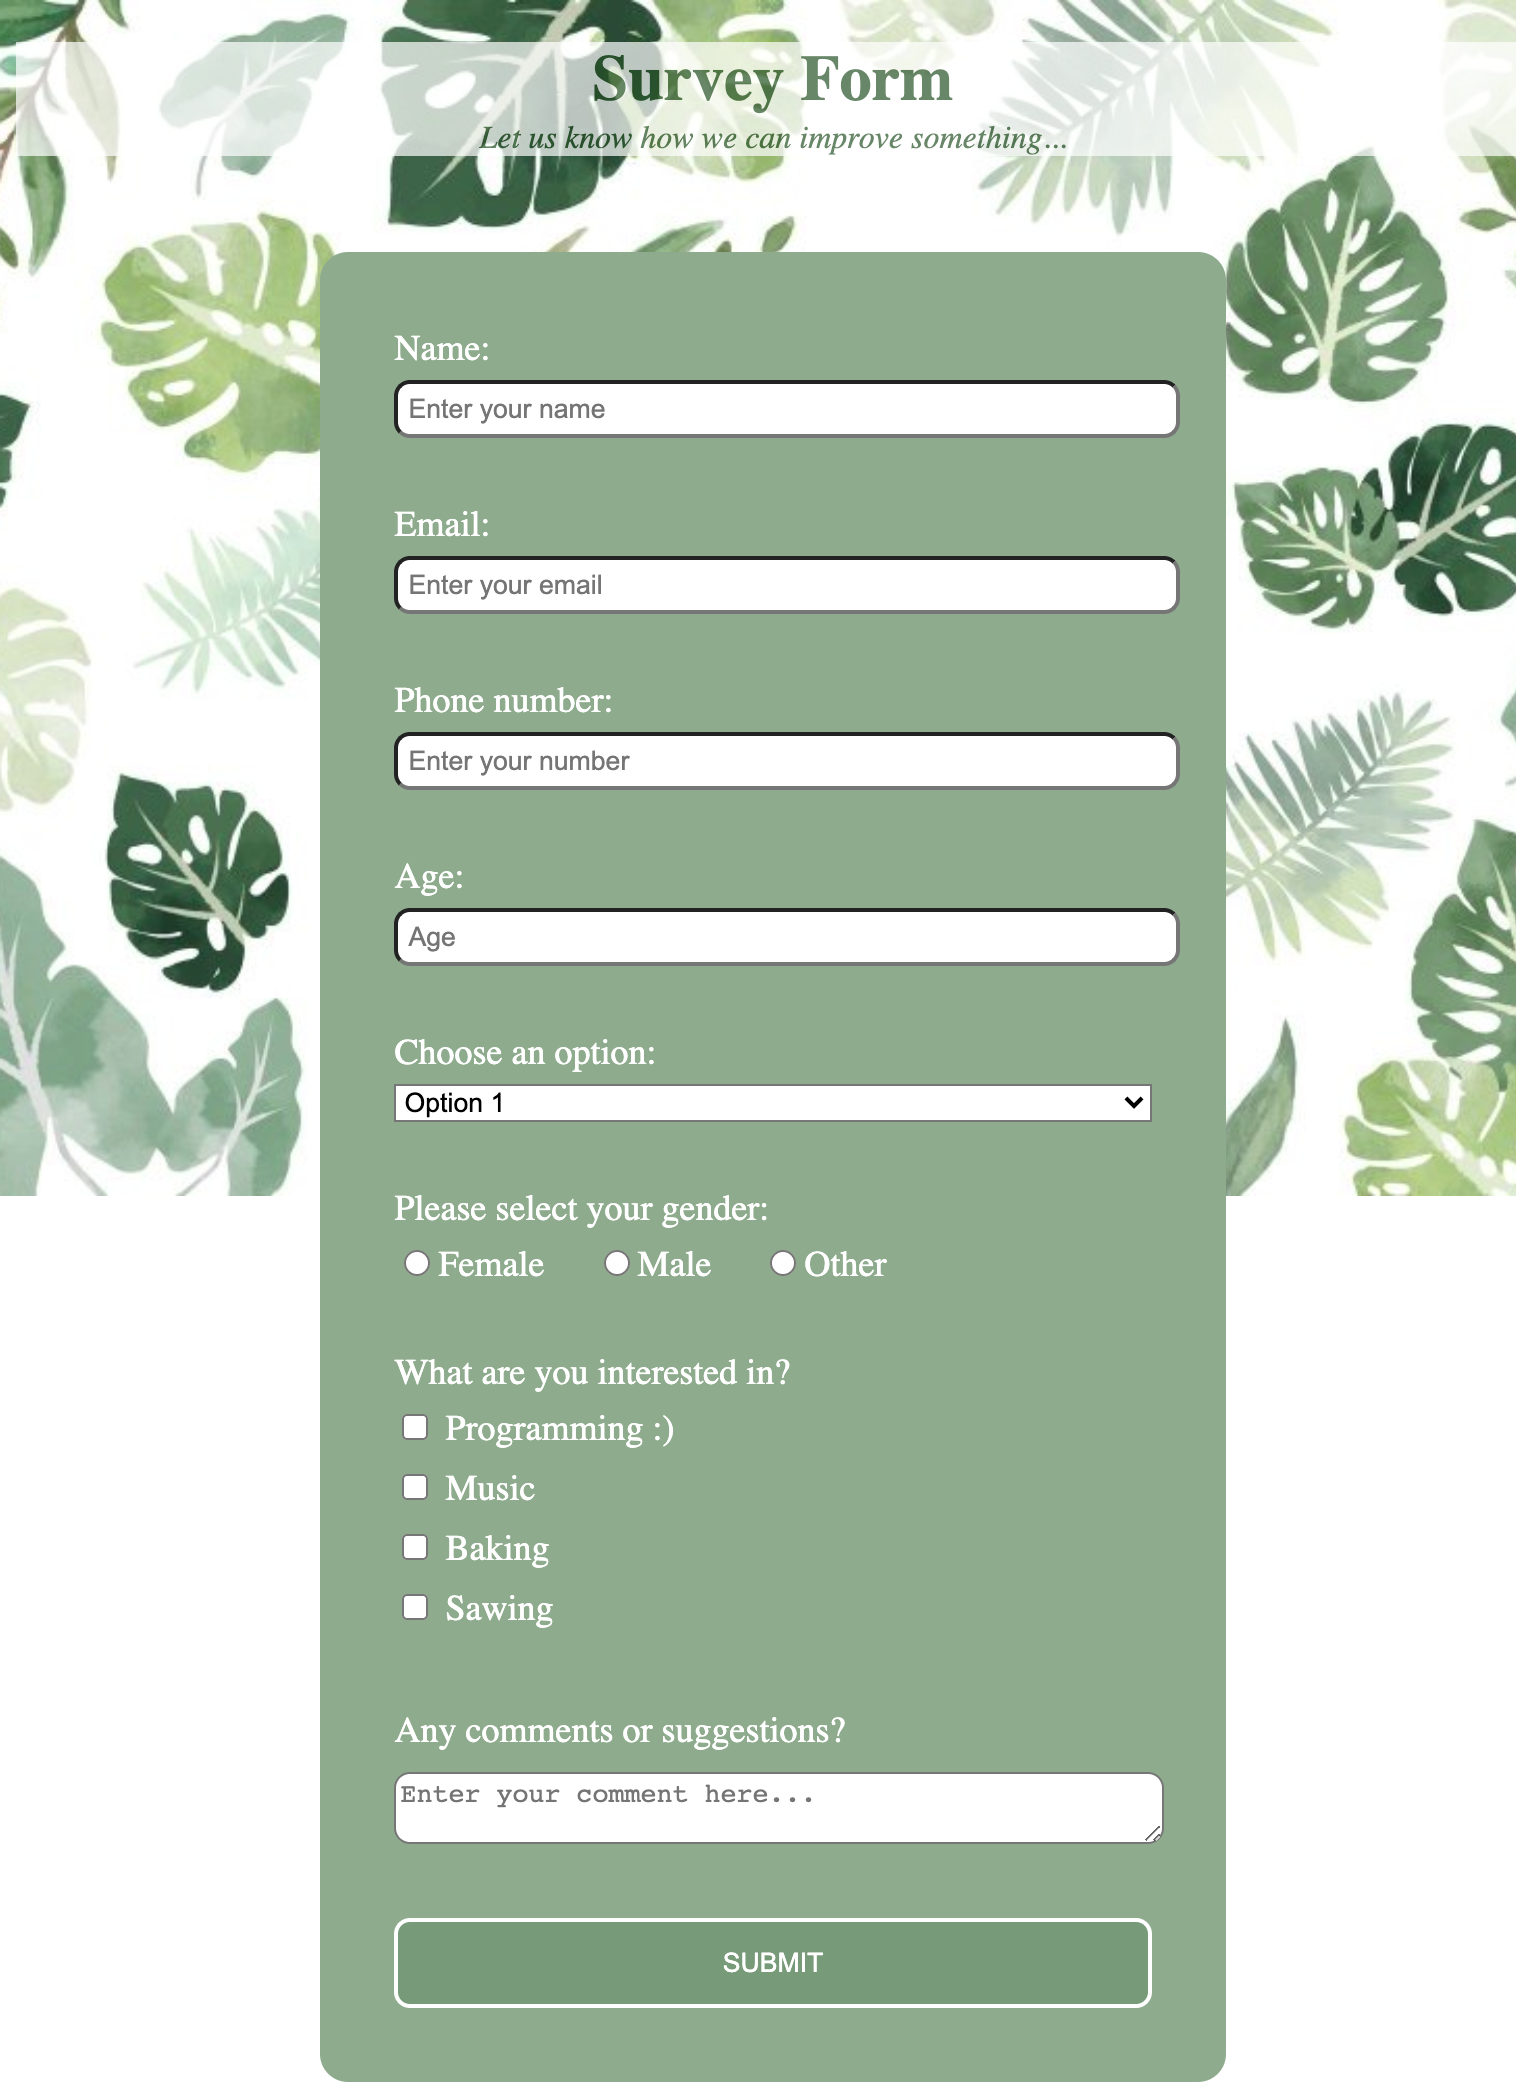 Survey Form
Let us know how we can improve something...
Name:
Enter your name
Email:
Enter your email
Phone number:
Enter your number
Age:
Age
Choose an option:
Option 1
Please select your gender:
Female Male Other
What are you interested in?
Programming :)
Music
Baking
Sawing
Any comments or suggestions?
Enter your comment here...
SUBMIT